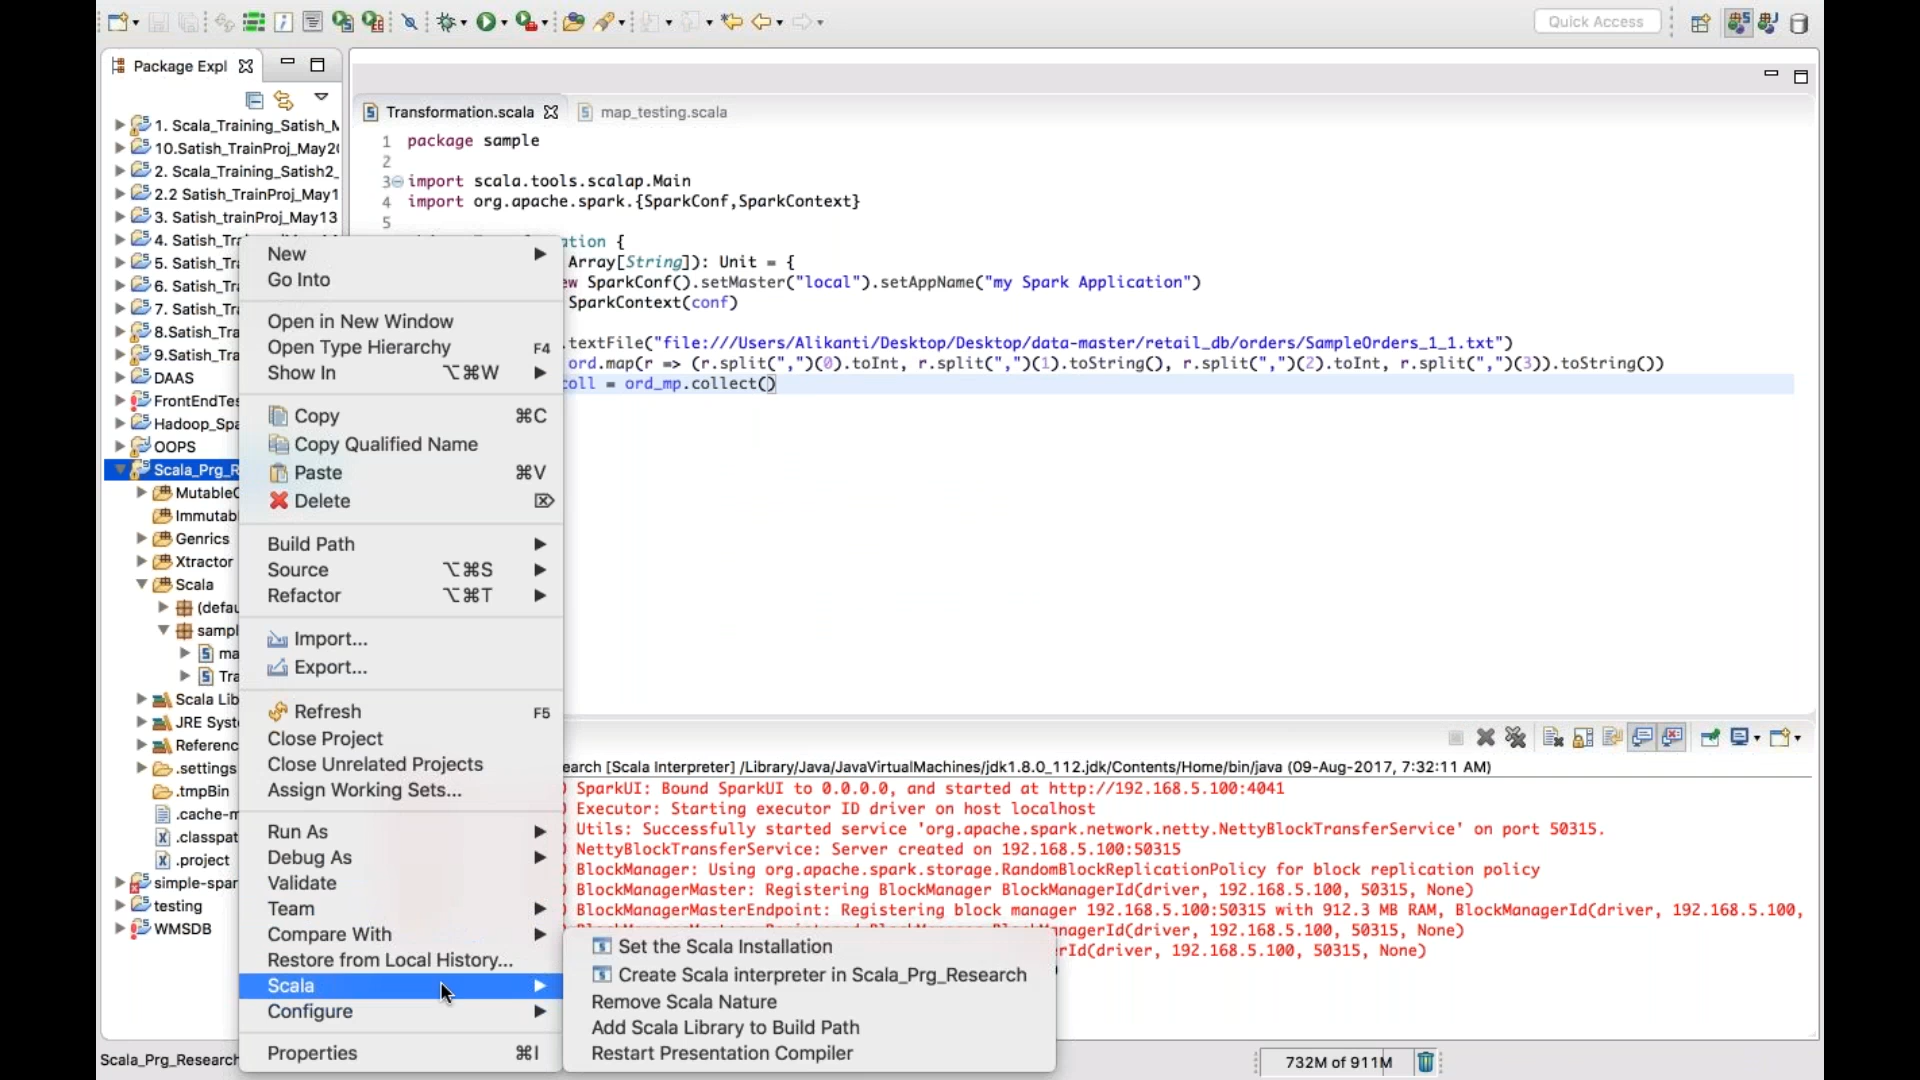 Quick Access
Package Expl
1. Scala_Training_Satish_M
10.Satish_TrainProj_May2
2. Scala_Training_Satish2_
2.2 Satish_TrainProj_May1
3. Satish_trainProj_May13
4. Satish_Tra
5. Satish_Tra
6. Satish_Tra
7. Satish_Tra
8.Satish_Tra
9.Satish_Tra
DAAS
FrontEndTes
Hadoop_Spa
OOPS
Scala_Prg_R
MutableC
Immutab
Genrics
Xtractor
Scala
(defau
sampl
ma
Tra
Scala Lib
JRE Syst
Referenc
.settings
.tmpBin
.cache-m
.classpat
.project
simple-spar
testing
WMSDB
Transformation.scala
map_testing.scala
1 package sample
2
3 import scala.tools.scalap.Main
4 import org.apache.spark.{SparkConf,SparkContext}
5
ation {
Array[String]): Unit = {
ew SparkConf().setMaster("local").setAppName("my Spark Application")
SparkContext(conf)
.textFile("file:///Users/Alikanti/Desktop/Desktop/data-master/retail_db/orders/SampleOrders_1_1.txt")
ord.map(r => (r.split(",")(0).toInt, r.split(",")(1).toString(), r.split(",")(2).toInt, r.split(",")(3)).toString())
coll = ord_mp.collect()
New
Go Into
Open in New Window
Open Type Hierarchy F4
Show In ⌥⌘W
Copy ⌘C
Copy Qualified Name
Paste ⌘V
Delete ⌦
Build Path
Source ⌥⌘S
Refactor ⌥⌘T
Import...
Export...
Refresh F5
Close Project
Close Unrelated Projects
Assign Working Sets...
Run As
Debug As
Validate
Team
Compare With
Restore from Local History...
Scala
Configure
Properties ⌘I
Set the Scala Installation
Create Scala interpreter in Scala_Prg_Research
Remove Scala Nature
Add Scala Library to Build Path
Restart Presentation Compiler
earch [Scala Interpreter] /Library/Java/JavaVirtualMachines/jdk1.8.0_112.jdk/Contents/Home/bin/java (09-Aug-2017, 7:32:11 AM)
) SparkUI: Bound SparkUI to 0.0.0.0, and started at http://192.168.5.100:4041
) Executor: Starting executor ID driver on host localhost
) Utils: Successfully started service 'org.apache.spark.network.netty.NettyBlockTransferService' on port 50315.
) NettyBlockTransferService: Server created on 192.168.5.100:50315
) BlockManager: Using org.apache.spark.storage.RandomBlockReplicationPolicy for block replication policy
) BlockManagerMaster: Registering BlockManager BlockManagerId(driver, 192.168.5.100, 50315, None)
) BlockManagerMasterEndpoint: Registering block manager 192.168.5.100:50315 with 912.3 MB RAM, BlockManagerId(driver, 192.168.5.100,
nagerId(driver, 192.168.5.100, 50315, None)
rId(driver, 192.168.5.100, 50315, None)
Scala_Prg_Research
732M of 911M